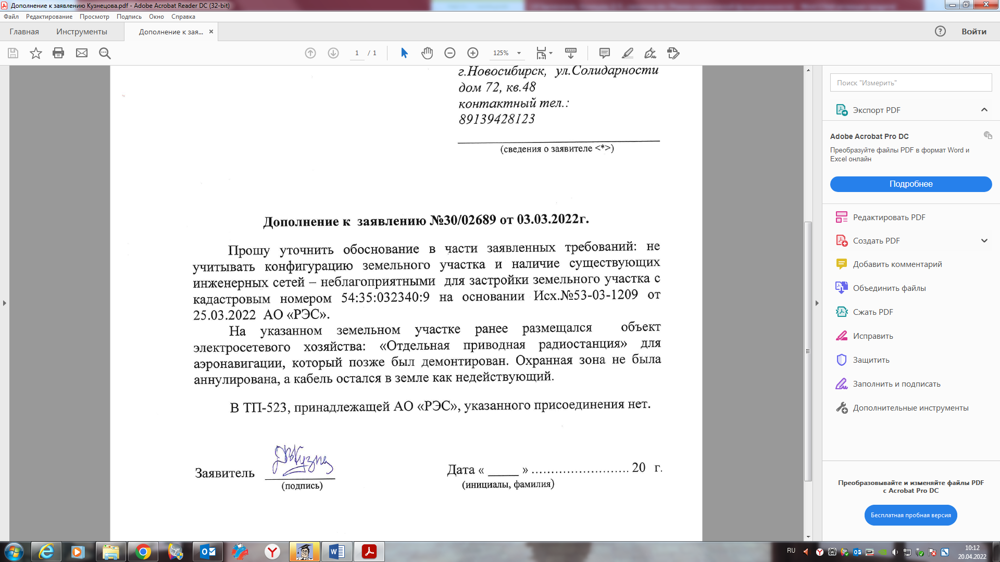 Дополнение к заявлению Кузнецова.pdf - Adobe Acrobat Reader DC (32-bit)
Файл Редактирование Просмотр Подпись Окно Справка
Главная Инструменты Дополнение к зая... × ? Войти
1 / 1 125%
г.Новосибирск, ул.Солидарности
дом 72, кв.48
контактный тел.:
89139428123
(сведения о заявителе <*>)
Дополнение к заявлению №30/02689 от 03.03.2022г.
Прошу уточнить обоснование в части заявленных требований: не
учитывать конфигурацию земельного участка и наличие существующих
инженерных сетей – неблагоприятными для застройки земельного участка с
кадастровым номером 54:35:032340:9 на основании Исх.№53-03-1209 от
25.03.2022 АО «РЭС».
На указанном земельном участке ранее размещался объект
электросетевого хозяйства: «Отдельная приводная радиостанция» для
аэронавигации, который позже был демонтирован. Охранная зона не была
аннулирована, а кабель остался в земле как недействующий.
В ТП-523, принадлежащей АО «РЭС», указанного присоединения нет.
Заявитель
(подпись)
Дата « _____ » ......................... 20 г.
(инициалы, фамилия)
Поиск "Измерить"
Экспорт PDF
Adobe Acrobat Pro DC
Преобразуйте файлы PDF в формат Word и
Excel онлайн
Подробнее
Редактировать PDF
Создать PDF
Добавить комментарий
Объединить файлы
Сжать PDF
Исправить
Защитить
Заполнить и подписать
Дополнительные инструменты
Преобразовывайте и изменяйте файлы PDF
с Acrobat Pro DC
Бесплатная пробная версия
RU
10:12
20.04.2022